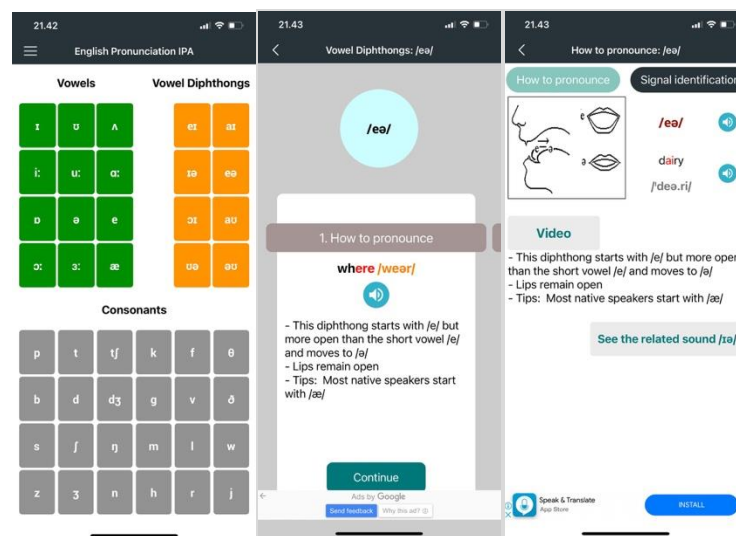 21.42
English Pronunciation IPA
Vowels Vowel Diphthongs
ɪ ʊ ʌ eɪ aɪ
i: u: ɑ: ɪə eə
ɒ ə e ɔɪ aʊ
ɔ: ɜ: æ ʊə əʊ
Consonants
p t tʃ k f θ
b d dʒ g v ð
s ʃ ŋ m l w
z ʒ n h r j
21.43
Vowel Diphthongs: /eə/
/eə/
1. How to pronounce
where /weər/
- This diphthong starts with /e/ but
more open than the short vowel /e/
and moves to /ə/
- Lips remain open
- Tips: Most native speakers start
with /æ/
Continue
Ads by Google
Send feedback Why this ad?
21.43
How to pronounce: /eə/
How to pronounce Signal identification
e
ə
e ə
/eə/
dairy
/ˈdeə.ri/
Video
- This diphthong starts with /e/ but more open
than the short vowel /e/ and moves to /ə/
- Lips remain open
- Tips: Most native speakers start with /æ/
See the related sound /ɪə/
Speak & Translate
App Store
INSTALL